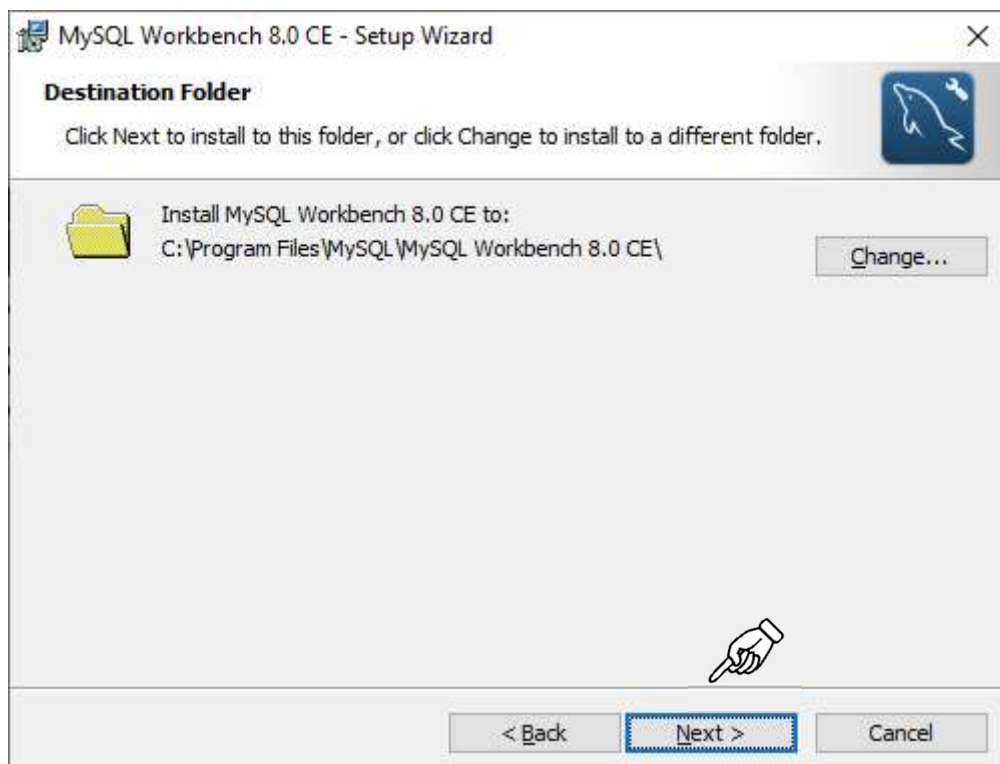 MySQL Workbench 8.0 CE - Setup Wizard
Destination Folder
Click Next to install to this folder, or click Change to install to a different folder.
Install MySQL Workbench 8.0 CE to:
C:\Program Files\MySQL\MySQL Workbench 8.0 CE\
Change...
< Back
Next >
Cancel